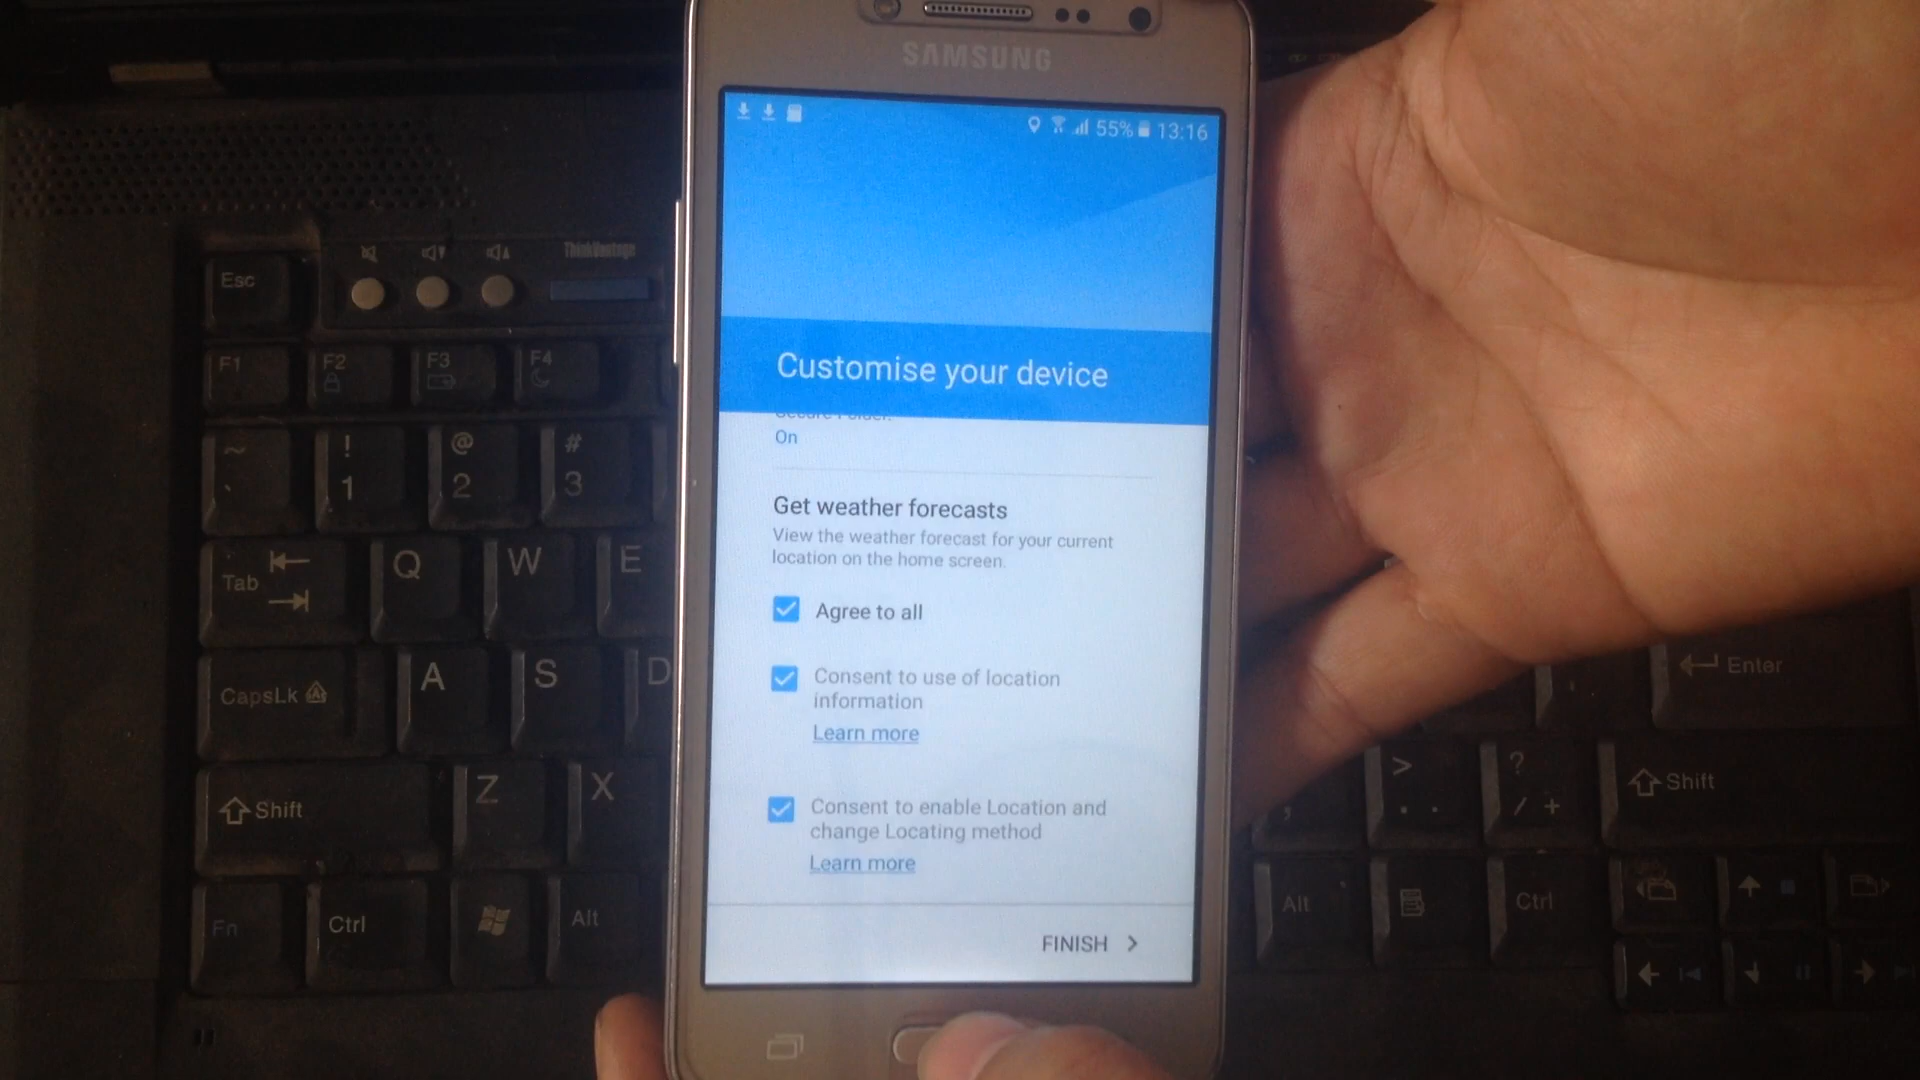 SAMSUNG
55% 13:16
Customise your device
Secure Folder.
On
Get weather forecasts
View the weather forecast for your current
location on the home screen.
Agree to all
Consent to use of location
information
Learn more
Consent to enable Location and
change Locating method
Learn more
FINISH
ThinkVantage
Esc
F1 F2 F3 F4
~ ! @ #
` 1 2 3
Tab Q W E
CapsLk A S D
Enter
Shift Z X
> ?
, . / +
Shift
Fn Ctrl Alt
Alt Ctrl